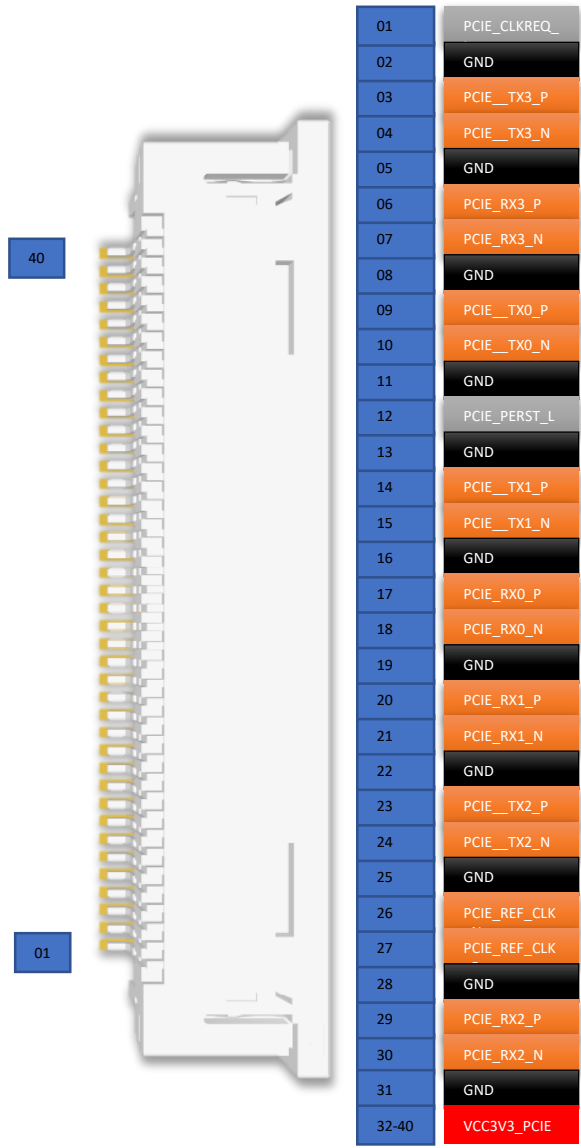 01 PCIE_CLKREQ_
02 GND
03 PCIE__TX3_P
04 PCIE__TX3_N
05 GND
06 PCIE_RX3_P
40
07 PCIE_RX3_N
08 GND
09 PCIE__TX0_P
10 PCIE__TX0_N
11 GND
12 PCIE_PERST_L
13 GND
14 PCIE__TX1_P
15 PCIE__TX1_N
16 GND
17 PCIE_RX0_P
18 PCIE_RX0_N
19 GND
20 PCIE_RX1_P
21 PCIE_RX1_N
22 GND
23 PCIE__TX2_P
24 PCIE__TX2_N
25 GND
26 PCIE_REF_CLK
01
27 PCIE_REF_CLK
28 GND
29 PCIE_RX2_P
30 PCIE_RX2_N
31 GND
32-40 VCC3V3_PCIE